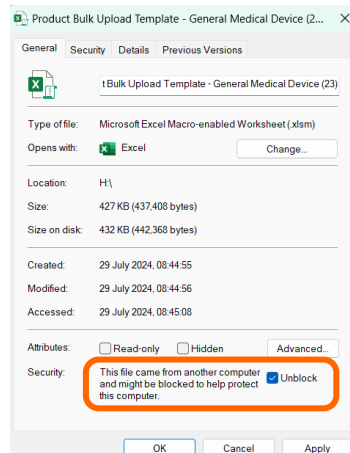 Product Bulk Upload Template - General Medical Device (2...
General Security Details Previous Versions
t Bulk Upload Template - General Medical Device (23)
Type of file: Microsoft Excel Macro-enabled Worksheet (.xlsm)
Opens with: Excel Change...
Location: H:\
Size: 427 KB (437,408 bytes)
Size on disk: 432 KB (442,368 bytes)
Created: 29 July 2024, 08:44:55
Modified: 29 July 2024, 08:44:56
Accessed: 29 July 2024, 08:45:08
Attributes: Read-only Hidden Advanced...
Security: This file came from another computer
and might be blocked to help protect
this computer.
Unblock
OK Cancel Apply